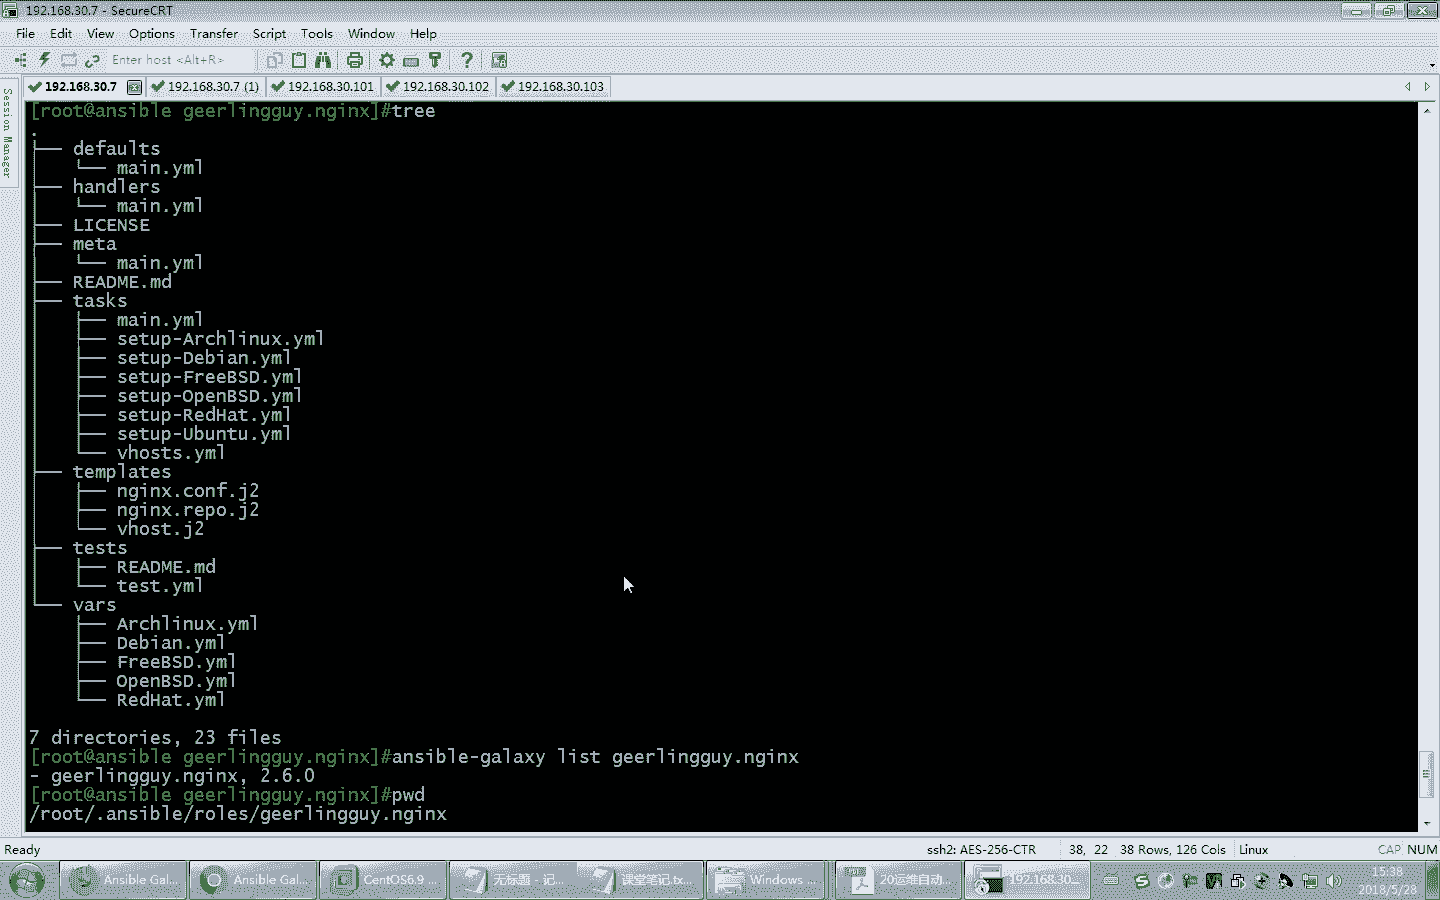 192.168.30.7 - SecureCRT
File Edit View Options Transfer Script Tools Window Help
Enter host <Alt+R>
192.168.30.7 192.168.30.7 (1) 192.168.30.101 192.168.30.102 192.168.30.103
Session Manager
[root@ansible geerlingguy.nginx]#tree
.
├── defaults
│   └── main.yml
├── handlers
│   └── main.yml
├── LICENSE
├── meta
│   └── main.yml
├── README.md
├── tasks
│   ├── main.yml
│   ├── setup-Archlinux.yml
│   ├── setup-Debian.yml
│   ├── setup-FreeBSD.yml
│   ├── setup-OpenBSD.yml
│   ├── setup-RedHat.yml
│   ├── setup-Ubuntu.yml
│   └── vhosts.yml
├── templates
│   ├── nginx.conf.j2
│   ├── nginx.repo.j2
│   └── vhost.j2
├── tests
│   ├── README.md
│   └── test.yml
└── vars
    ├── Archlinux.yml
    ├── Debian.yml
    ├── FreeBSD.yml
    ├── OpenBSD.yml
    └── RedHat.yml
7 directories, 23 files
[root@ansible geerlingguy.nginx]#ansible-galaxy list geerlingguy.nginx
- geerlingguy.nginx, 2.6.0
[root@ansible geerlingguy.nginx]#pwd
/root/.ansible/roles/geerlingguy.nginx
Ready ssh2: AES-256-CTR 38, 22 38 Rows, 126 Cols Linux CAP NUM
Ansible Gal... Ansible Gal... CentOS6.9 ... 无标题 - 记... 课堂笔记.tx... Windows ... 20运维自动... 192.168.30...
15:38
2018/5/28